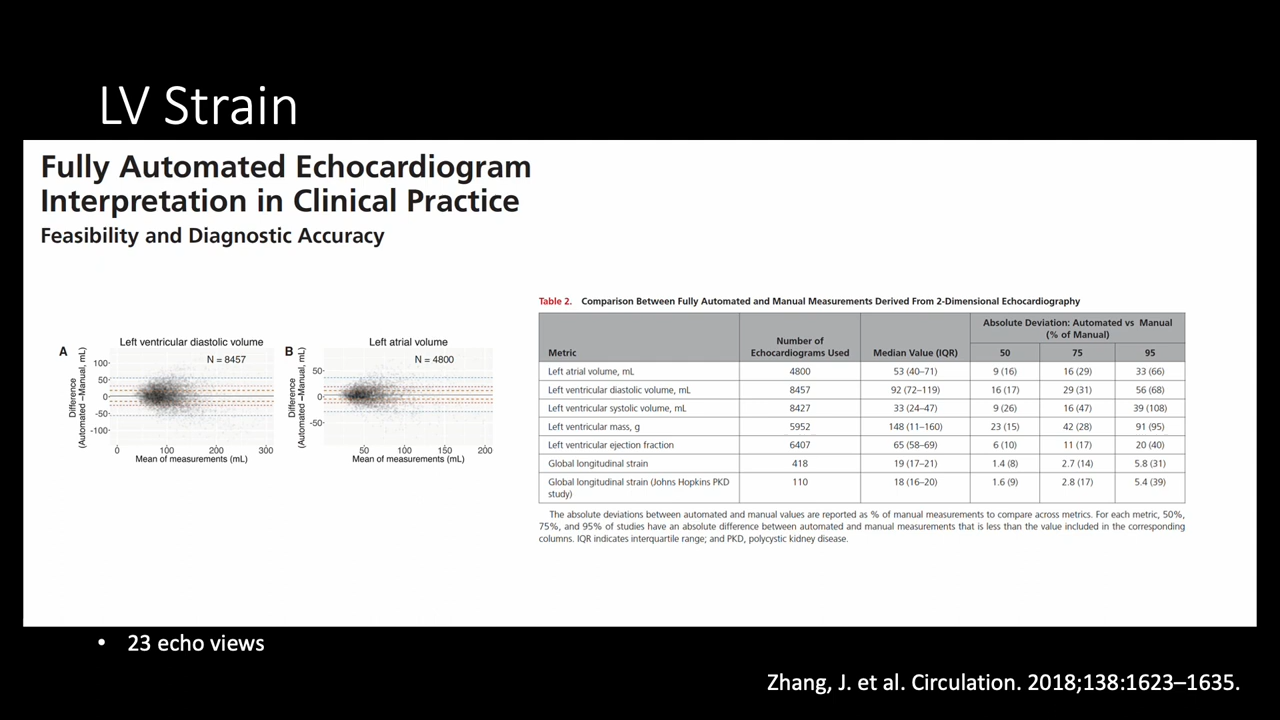 LV Strain
Fully Automated Echocardiogram
Interpretation in Clinical Practice
Feasibility and Diagnostic Accuracy
A
Left ventricular diastolic volume
N = 8457
Difference
(Automated −Manual, mL)
100
50
0
-50
-100
0 100 200 300
Mean of measurements (mL)
B
Left atrial volume
N = 4800
Difference
(Automated −Manual, mL)
50
0
-50
50 100 150 200
Mean of measurements (mL)
Table 2. Comparison Between Fully Automated and Manual Measurements Derived From 2-Dimensional Echocardiography
Metric
Number of
Echocardiograms Used
Median Value (IQR)
Absolute Deviation: Automated vs Manual
(% of Manual)
50 75 95
Left atrial volume, mL 4800 53 (40–71) 9 (16) 16 (29) 33 (66)
Left ventricular diastolic volume, mL 8457 92 (72–119) 16 (17) 29 (31) 56 (68)
Left ventricular systolic volume, mL 8427 33 (24–47) 9 (26) 16 (47) 39 (108)
Left ventricular mass, g 5952 148 (11–160) 23 (15) 42 (28) 91 (95)
Left ventricular ejection fraction 6407 65 (58–69) 6 (10) 11 (17) 20 (40)
Global longitudinal strain 418 19 (17–21) 1.4 (8) 2.7 (14) 5.8 (31)
Global longitudinal strain (Johns Hopkins PKD
study) 110 18 (16–20) 1.6 (9) 2.8 (17) 5.4 (39)
The absolute deviations between automated and manual values are reported as % of manual measurements to compare across metrics. For each metric, 50%,
75%, and 95% of studies have an absolute difference between automated and manual measurements that is less than the value included in the corresponding
columns. IQR indicates interquartile range; and PKD, polycystic kidney disease.
• 23 echo views
Zhang, J. et al. Circulation. 2018;138:1623–1635.